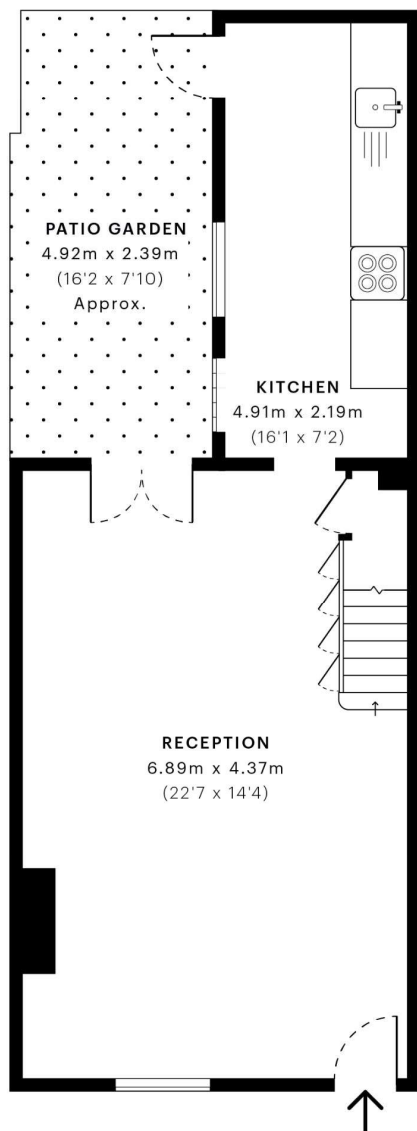 PATIO GARDEN
4.92m x 2.39m
(16'2 x 7'10)
Approx.
KITCHEN
4.91m x 2.19m
(16'1 x 7'2)
RECEPTION
6.89m x 4.37m
(22'7 x 14'4)